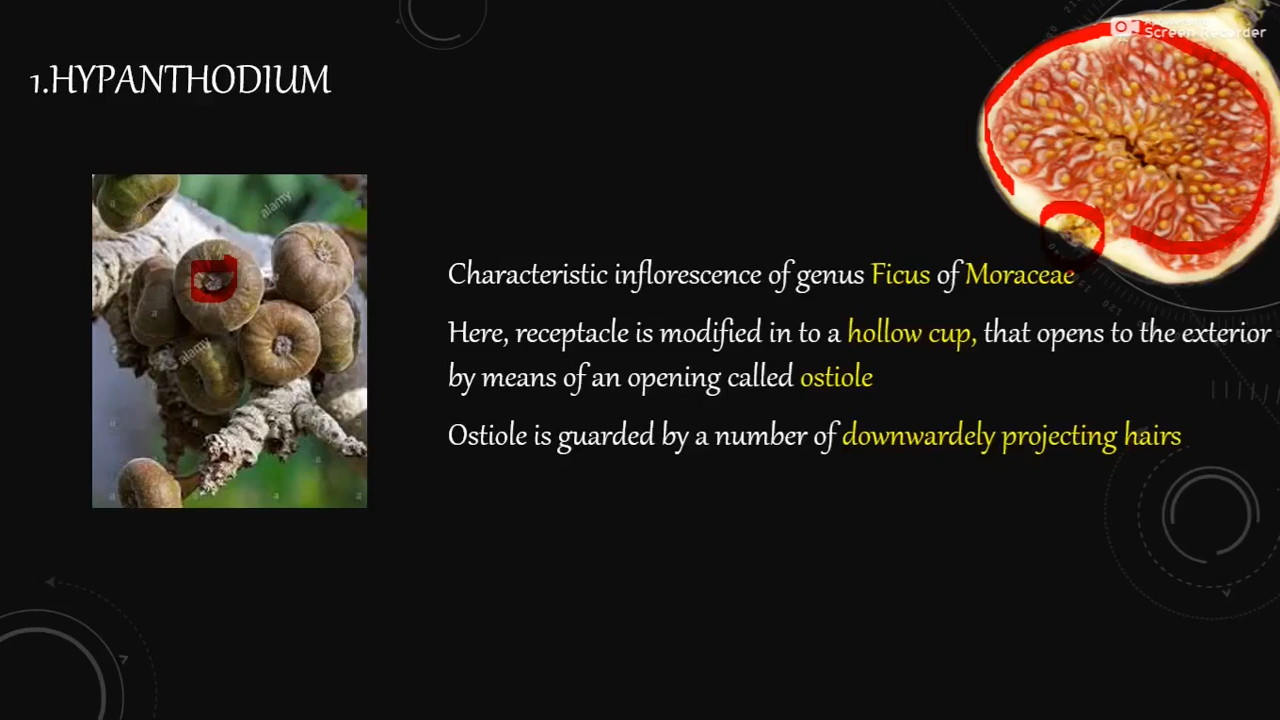 Screen Recorder
1.HYPANTHODIUM
alamy
alamy
Characteristic inflorescence of genus Ficus of Moraceae
Here, receptacle is modified in to a hollow cup, that opens to the exterior
by means of an opening called ostiole
Ostiole is guarded by a number of downwardely projecting hairs